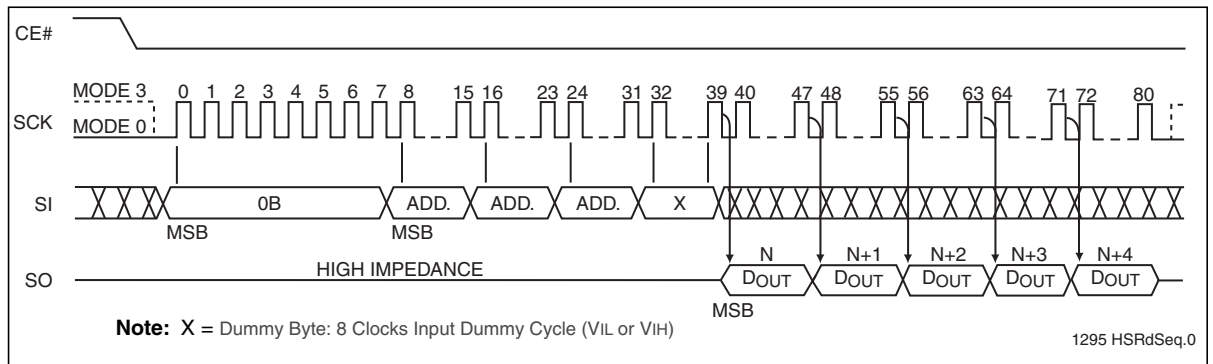 CE#
MODE 3
0 1 2 3 4 5 6 7 8 15 16 23 24 31 32 39 40 47 48 55 56 63 64 71 72 80
SCK
MODE 0
SI
0B
ADD.
ADD.
ADD.
X
MSB
MSB
N
N+1
N+2
N+3
N+4
HIGH IMPEDANCE
SO
DOUT
DOUT
DOUT
DOUT
DOUT
MSB
Note: X = Dummy Byte: 8 Clocks Input Dummy Cycle (VIL or VIH)
1295 HSRdSeq.0